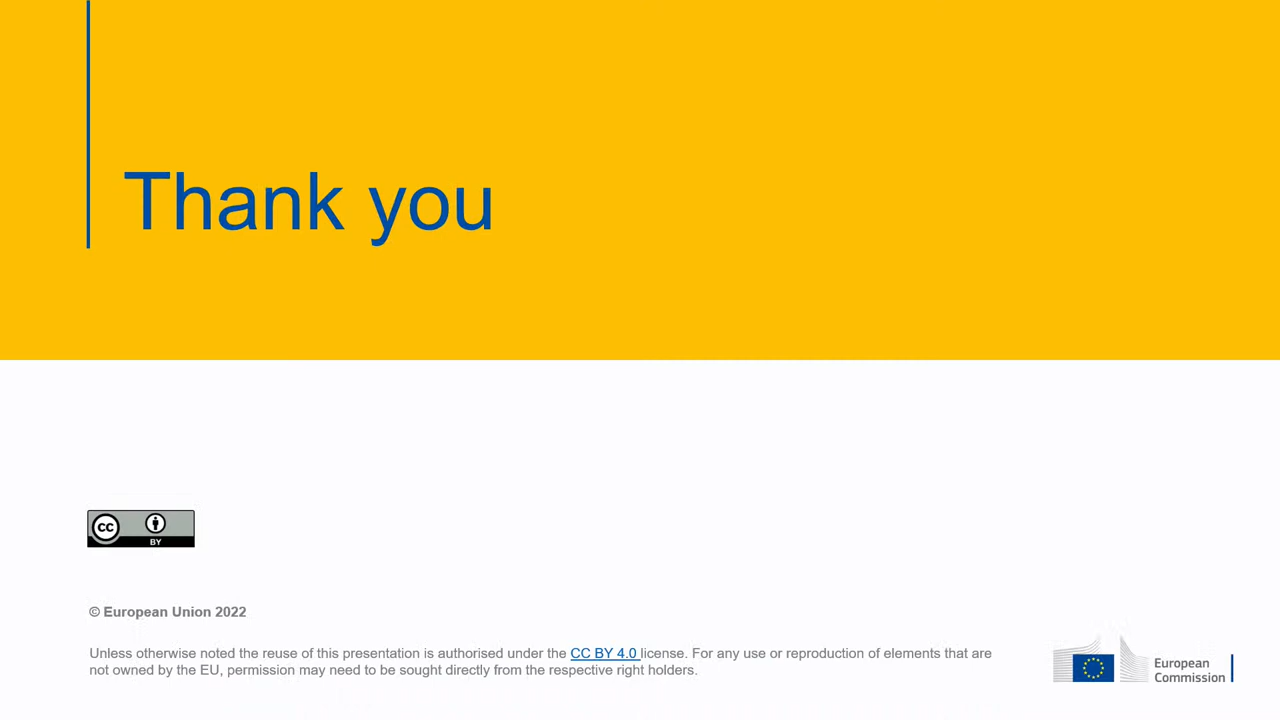 Thank you
cc
BY
© European Union 2022
Unless otherwise noted the reuse of this presentation is authorised under the CC BY 4.0 license. For any use or reproduction of elements that are
not owned by the EU, permission may need to be sought directly from the respective right holders.
European
Commission